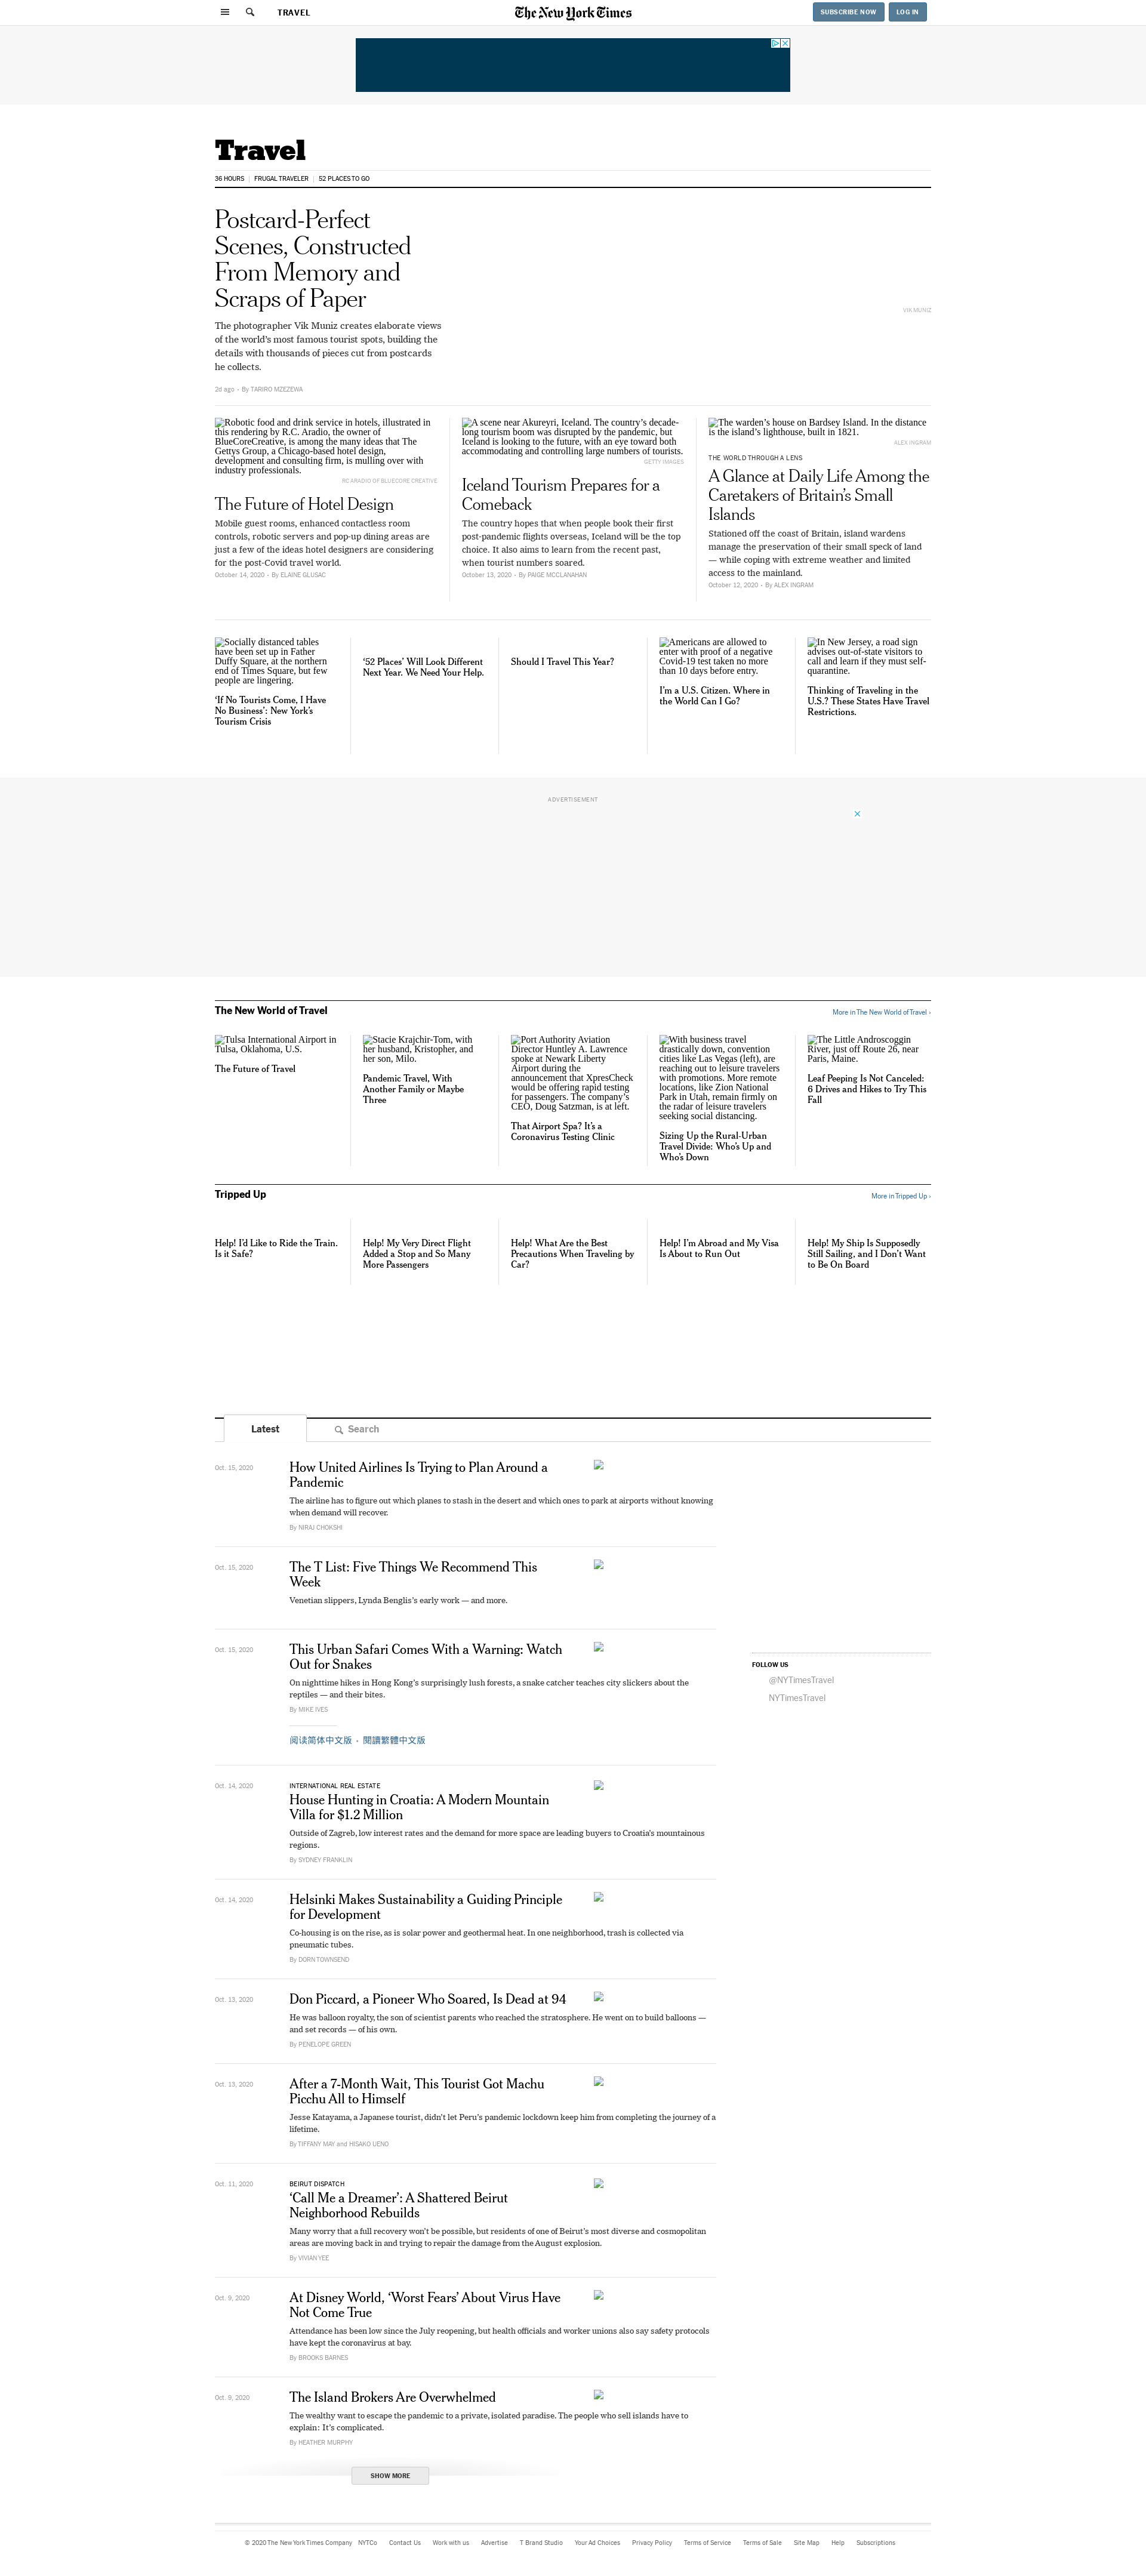 TRAVEL
The New York Times
SUBSCRIBE NOW
LOG IN
Travel
36 HOURS
FRUGAL TRAVELER
52 PLACES TO GO
Postcard-Perfect
Scenes, Constructed
From Memory and
Scraps of Paper
The photographer Vik Muniz creates elaborate views
of the world’s most famous tourist spots, building the
details with thousands of pieces cut from postcards
he collects.
2d ago • By TARIRO MZEZEWA
VIK MUNIZ
Robotic food and drink service in hotels, illustrated in
this rendering by R.C. Aradio, the owner of
BlueCoreCreative, is among the many ideas that The
Gettys Group, a Chicago-based hotel design,
development and consulting firm, is mulling over with
industry professionals.
RC ARADIO OF BLUECORE CREATIVE
The Future of Hotel Design
Mobile guest rooms, enhanced contactless room
controls, robotic servers and pop-up dining areas are
just a few of the ideas hotel designers are considering
for the post-Covid travel world.
October 14, 2020 • By ELAINE GLUSAC
A scene near Akureyri, Iceland. The country’s decade-
long tourism boom was disrupted by the pandemic, but
Iceland is looking to the future, with an eye toward both
accommodating and controlling large numbers of tourists.
GETTY IMAGES
Iceland Tourism Prepares for a
Comeback
The country hopes that when people book their first
post-pandemic flights overseas, Iceland will be the top
choice. It also aims to learn from the recent past,
when tourist numbers soared.
October 13, 2020 • By PAIGE MCCLANAHAN
The warden’s house on Bardsey Island. In the distance
is the island’s lighthouse, built in 1821.
ALEX INGRAM
THE WORLD THROUGH A LENS
A Glance at Daily Life Among the
Caretakers of Britain’s Small
Islands
Stationed off the coast of Britain, island wardens
manage the preservation of their small speck of land
— while coping with extreme weather and limited
access to the mainland.
October 12, 2020 • By ALEX INGRAM
Socially distanced tables
have been set up in Father
Duffy Square, at the northern
end of Times Square, but few
people are lingering.
‘If No Tourists Come, I Have
No Business’: New York’s
Tourism Crisis
‘52 Places’ Will Look Different
Next Year. We Need Your Help.
Should I Travel This Year?
Americans are allowed to
enter with proof of a negative
Covid-19 test taken no more
than 10 days before entry.
I’m a U.S. Citizen. Where in
the World Can I Go?
In New Jersey, a road sign
advises out-of-state visitors to
call and learn if they must self-
quarantine.
Thinking of Traveling in the
U.S.? These States Have Travel
Restrictions.
ADVERTISEMENT
The New World of Travel
More in The New World of Travel ›
Tulsa International Airport in
Tulsa, Oklahoma, U.S.
The Future of Travel
Stacie Krajchir-Tom, with
her husband, Kristopher, and
her son, Milo.
Pandemic Travel, With
Another Family or Maybe
Three
Port Authority Aviation
Director Huntley A. Lawrence
spoke at Newark Liberty
Airport during the
announcement that XpresCheck
would be offering rapid testing
for passengers. The company’s
CEO, Doug Satzman, is at left.
That Airport Spa? It’s a
Coronavirus Testing Clinic
With business travel
drastically down, convention
cities like Las Vegas (left), are
reaching out to leisure travelers
with promotions. More remote
locations, like Zion National
Park in Utah, remain firmly on
the radar of leisure travelers
seeking social distancing.
Sizing Up the Rural-Urban
Travel Divide: Who’s Up and
Who’s Down
The Little Androscoggin
River, just off Route 26, near
Paris, Maine.
Leaf Peeping Is Not Canceled:
6 Drives and Hikes to Try This
Fall
Tripped Up
More in Tripped Up ›
Help! I’d Like to Ride the Train.
Is it Safe?
Help! My Very Direct Flight
Added a Stop and So Many
More Passengers
Help! What Are the Best
Precautions When Traveling by
Car?
Help! I’m Abroad and My Visa
Is About to Run Out
Help! My Ship Is Supposedly
Still Sailing, and I Don’t Want
to Be On Board
Latest
Search
Oct. 15, 2020
How United Airlines Is Trying to Plan Around a
Pandemic
The airline has to figure out which planes to stash in the desert and which ones to park at airports without knowing
when demand will recover.
By NIRAJ CHOKSHI
Oct. 15, 2020
The T List: Five Things We Recommend This
Week
Venetian slippers, Lynda Benglis’s early work — and more.
Oct. 15, 2020
This Urban Safari Comes With a Warning: Watch
Out for Snakes
On nighttime hikes in Hong Kong’s surprisingly lush forests, a snake catcher teaches city slickers about the
reptiles — and their bites.
By MIKE IVES
阅读简体中文版 • 閱讀繁體中文版
FOLLOW US
@NYTimesTravel
NYTimesTravel
Oct. 14, 2020
INTERNATIONAL REAL ESTATE
House Hunting in Croatia: A Modern Mountain
Villa for $1.2 Million
Outside of Zagreb, low interest rates and the demand for more space are leading buyers to Croatia’s mountainous
regions.
By SYDNEY FRANKLIN
Oct. 14, 2020
Helsinki Makes Sustainability a Guiding Principle
for Development
Co-housing is on the rise, as is solar power and geothermal heat. In one neighborhood, trash is collected via
pneumatic tubes.
By DORN TOWNSEND
Oct. 13, 2020
Don Piccard, a Pioneer Who Soared, Is Dead at 94
He was balloon royalty, the son of scientist parents who reached the stratosphere. He went on to build balloons —
and set records — of his own.
By PENELOPE GREEN
Oct. 13, 2020
After a 7-Month Wait, This Tourist Got Machu
Picchu All to Himself
Jesse Katayama, a Japanese tourist, didn’t let Peru’s pandemic lockdown keep him from completing the journey of a
lifetime.
By TIFFANY MAY and HISAKO UENO
Oct. 11, 2020
BEIRUT DISPATCH
‘Call Me a Dreamer’: A Shattered Beirut
Neighborhood Rebuilds
Many worry that a full recovery won’t be possible, but residents of one of Beirut’s most diverse and cosmopolitan
areas are moving back in and trying to repair the damage from the August explosion.
By VIVIAN YEE
Oct. 9, 2020
At Disney World, ‘Worst Fears’ About Virus Have
Not Come True
Attendance has been low since the July reopening, but health officials and worker unions also say safety protocols
have kept the coronavirus at bay.
By BROOKS BARNES
Oct. 9, 2020
The Island Brokers Are Overwhelmed
The wealthy want to escape the pandemic to a private, isolated paradise. The people who sell islands have to
explain: It’s complicated.
By HEATHER MURPHY
SHOW MORE
© 2020 The New York Times Company NYTCo Contact Us Work with us Advertise T Brand Studio Your Ad Choices Privacy Policy Terms of Service Terms of Sale Site Map Help Subscriptions